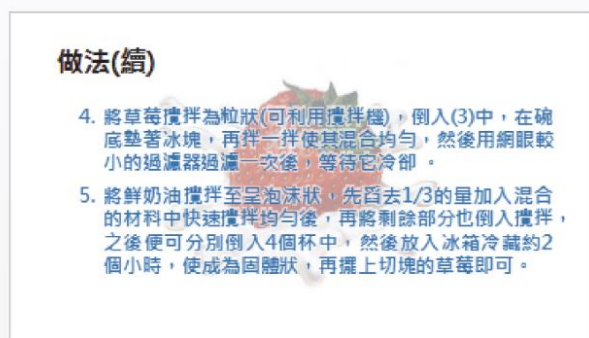 做法(續)
4. 將草莓攪拌為粒狀(可利用攪拌機)，倒入(3)中，在碗
底墊著冰塊，再拌一拌使其混合均勻，然後用網眼較
小的過濾器過濾一次後，等待它冷卻 。
5. 將鮮奶油攪拌至呈泡沫狀，先舀去1/3的量加入混合
的材料中快速攪拌均勻後，再將剩餘部分也倒入攪拌，
之後便可分別倒入4個杯中，然後放入冰箱冷藏約2
個小時，使成為固體狀，再擺上切塊的草莓即可。